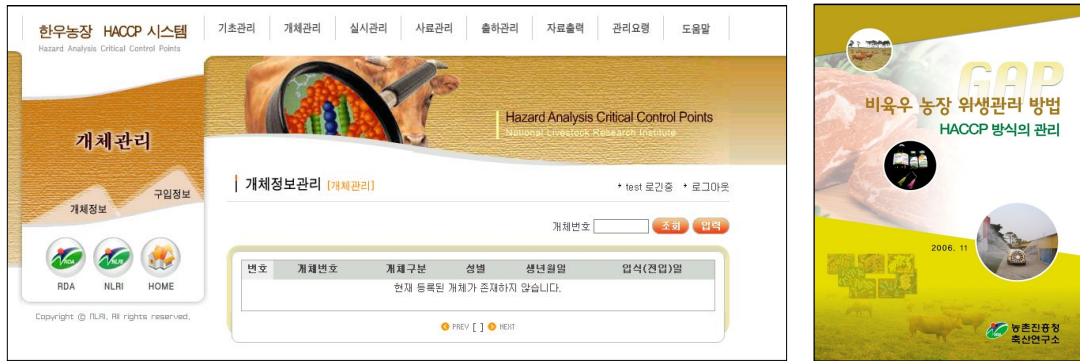 한우농장 HACCP 시스템
Hazard Analysis Critical Control Points
기초관리 개체관리 실시관리 사료관리 출하관리 자료출력 관리요령 도움말
개체관리
개체정보 구입정보
RDA NLRI HOME
Copyright @ NLRI, All rights reserved.
Hazard Analysis Critical Control Points
National Livestock Research Institute
개체정보관리 [개체관리]
test 로긴중 로그아웃
개체번호 조회 입력
번호 개체번호 개체구분 성별 생년월일 입식(전입)일
현재 등록된 개체가 존재하지 않습니다.
PREV [ ] NEXT
GAP
비육우 농장 위생관리 방법
HACCP 방식의 관리
2006. 11
농촌진흥청
축산연구소